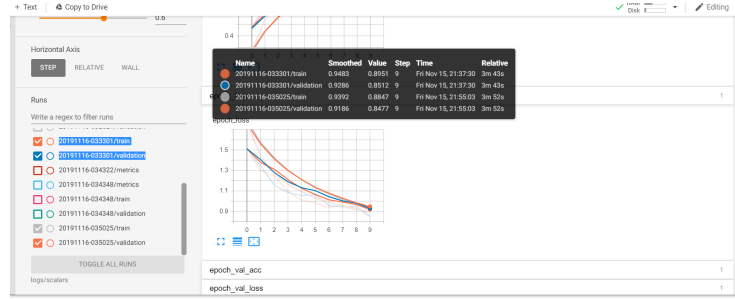 + Text
Copy to Drive
Disk
Editing
0.6
Horizontal Axis
STEP RELATIVE WALL
Runs
Write a regex to filter runs
20191116-033301/train
20191116-033301/validation
20191116-034322/metrics
20191116-034348/metrics
20191116-034348/train
20191116-034348/validation
20191116-035025/train
20191116-035025/validation
TOGGLE ALL RUNS
logs/scalars
0.4
Name Smoothed Value Step Time Relative
20191116-033301/train 0.9483 0.8951 9 Fri Nov 15, 21:37:30 3m 43s
20191116-033301/validation 0.9286 0.8512 9 Fri Nov 15, 21:37:30 3m 43s
20191116-035025/train 0.9392 0.8847 9 Fri Nov 15, 21:55:03 3m 52s
20191116-035025/validation 0.9186 0.8477 9 Fri Nov 15, 21:55:03 3m 52s
1
epoch_loss
1.5
1.3
1.1
0.9
0 1 2 3 4 5 6 7 8 9
epoch_val_acc 1
epoch_val_loss 1